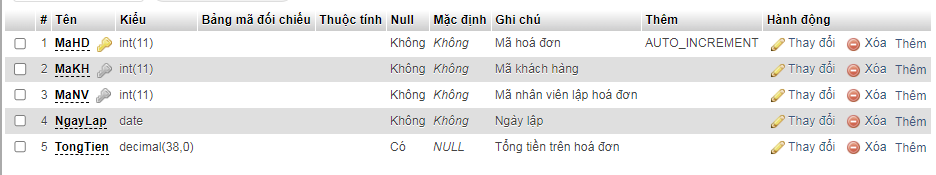 # Tên Kiểu Bảng mã đối chiếu Thuộc tính Null Mặc định Ghi chú Thêm Hành động
1 MaHD int(11) Không Không Mã hoá đơn AUTO_INCREMENT Thay đổi Xóa Thêm
2 MaKH int(11) Không Không Mã khách hàng Thay đổi Xóa Thêm
3 MaNV int(11) Không Không Mã nhân viên lập hoá đơn Thay đổi Xóa Thêm
4 NgayLap date Không Không Ngày lập Thay đổi Xóa Thêm
5 TongTien decimal(38,0) Có NULL Tổng tiền trên hoá đơn Thay đổi Xóa Thêm